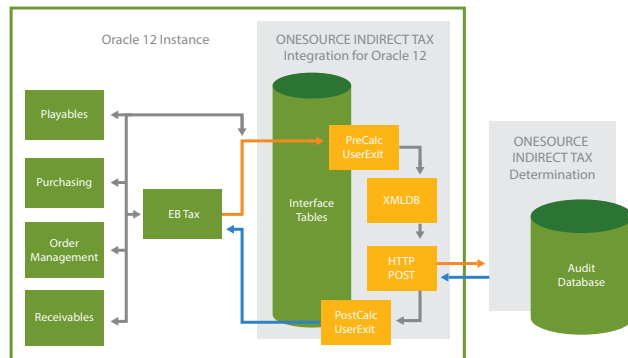 Oracle 12 Instance
ONESOURCE INDIRECT TAX
Integration for Oracle 12
Playables
Purchasing
Order
Management
Receivables
EB Tax
Interface
Tables
PreCalc
UserExit
XMLDB
HTTP
POST
PostCalc
UserExit
ONESOURCE
INDIRECT TAX
Determination
Audit
Database